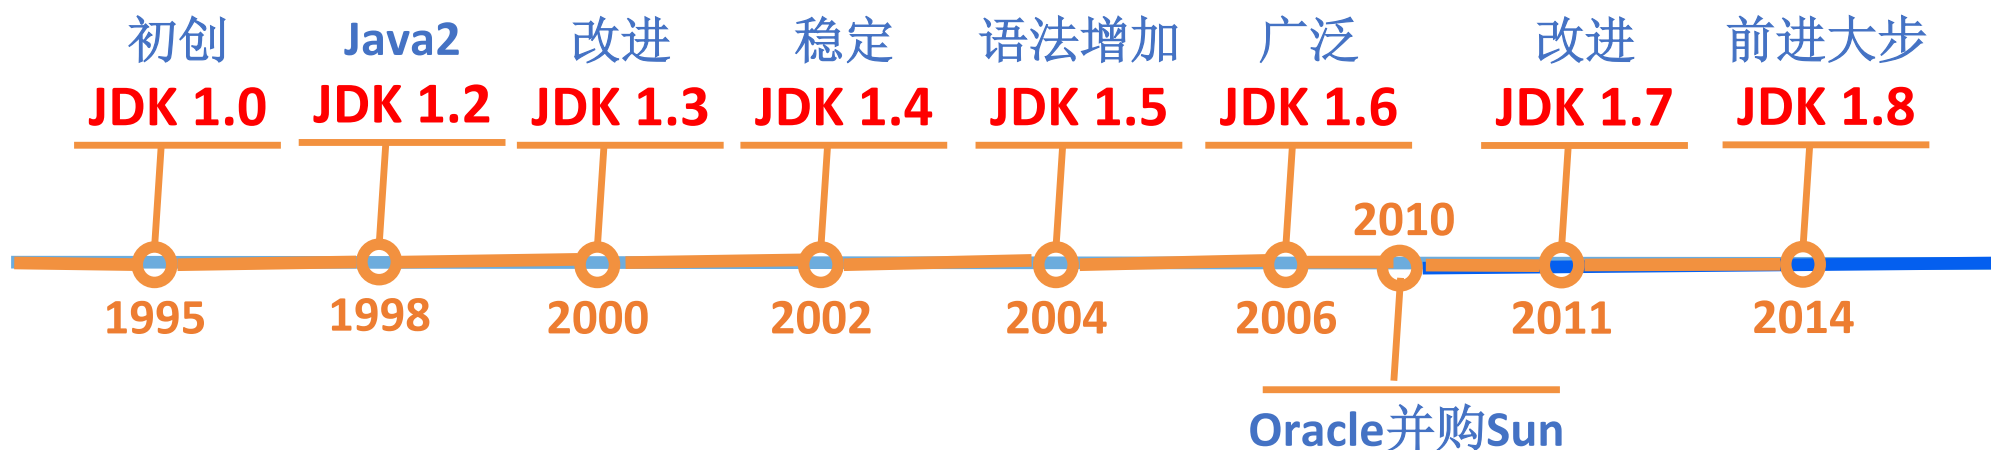 初创 Java2 改进 稳定 语法增加 广泛 改进 前进大步
JDK 1.0 JDK 1.2 JDK 1.3 JDK 1.4 JDK 1.5 JDK 1.6 JDK 1.7 JDK 1.8
2010
1995 1998 2000 2002 2004 2006 2011 2014
Oracle并购Sun